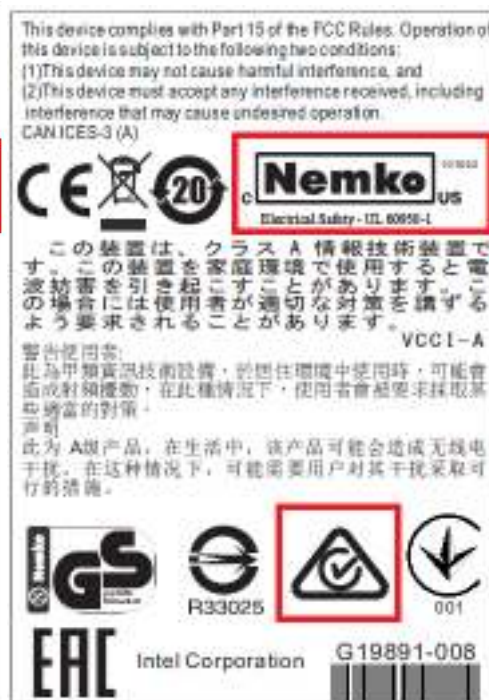 This device complies with Part 15 of the FCC Rules. Operation of
this device is subject to the following two conditions:
(1)This device may not cause harmful interference, and
(2)This device must accept any interference received, including
interference that may cause undesired operation.
CAN ICES-3 (A)
CE
20
c Nemko US
Electrical Safety - UL 60950-1
この装置は、クラス A 情報技術装置で
す。この装置を家庭環境で使用すると電
波妨害を引き起こすことがあります。こ
の場合には使用者が適切な対策を講ずる
よう要求されることがあります。
VCCI-A
警告使用者:
此為甲類資訊技術設備,於居住環境中使用時,可能會
造成射頻擾動,在此種情況下,使用者會被要求採取某
些適當的對策。
声明
此为 A级产品,在生活中,该产品可能会造成无线电
干扰。在这种情况下,可能需要用户对其干扰采取可
行的措施。
Nemko
GS
R33025
001
EAC
Intel Corporation
G19891-008